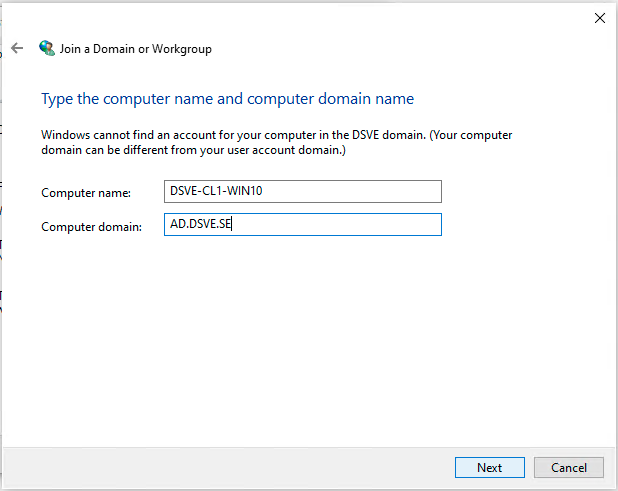 Join a Domain or Workgroup
Type the computer name and computer domain name
Windows cannot find an account for your computer in the DSVE domain. (Your computer
domain can be different from your user account domain.)
Computer name: DSVE-CL1-WIN10
Computer domain: AD.DSVE.SE
Next Cancel